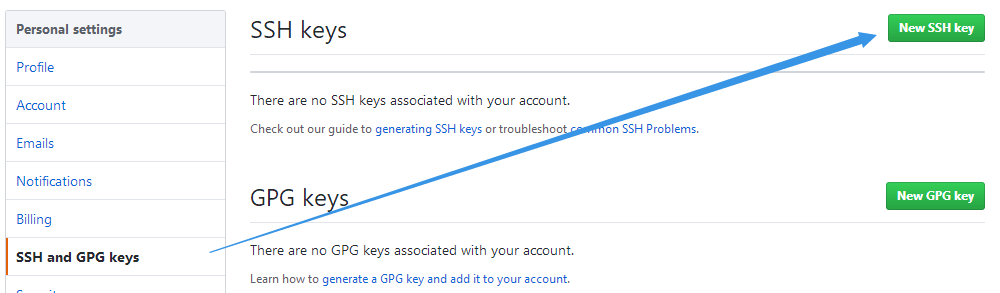 Personal settings
Profile
Account
Emails
Notifications
Billing
SSH and GPG keys
SSH keys
New SSH key
There are no SSH keys associated with your account.
Check out our guide to generating SSH keys or troubleshoot common SSH Problems.
GPG keys
New GPG key
There are no GPG keys associated with your account.
Learn how to generate a GPG key and add it to your account.